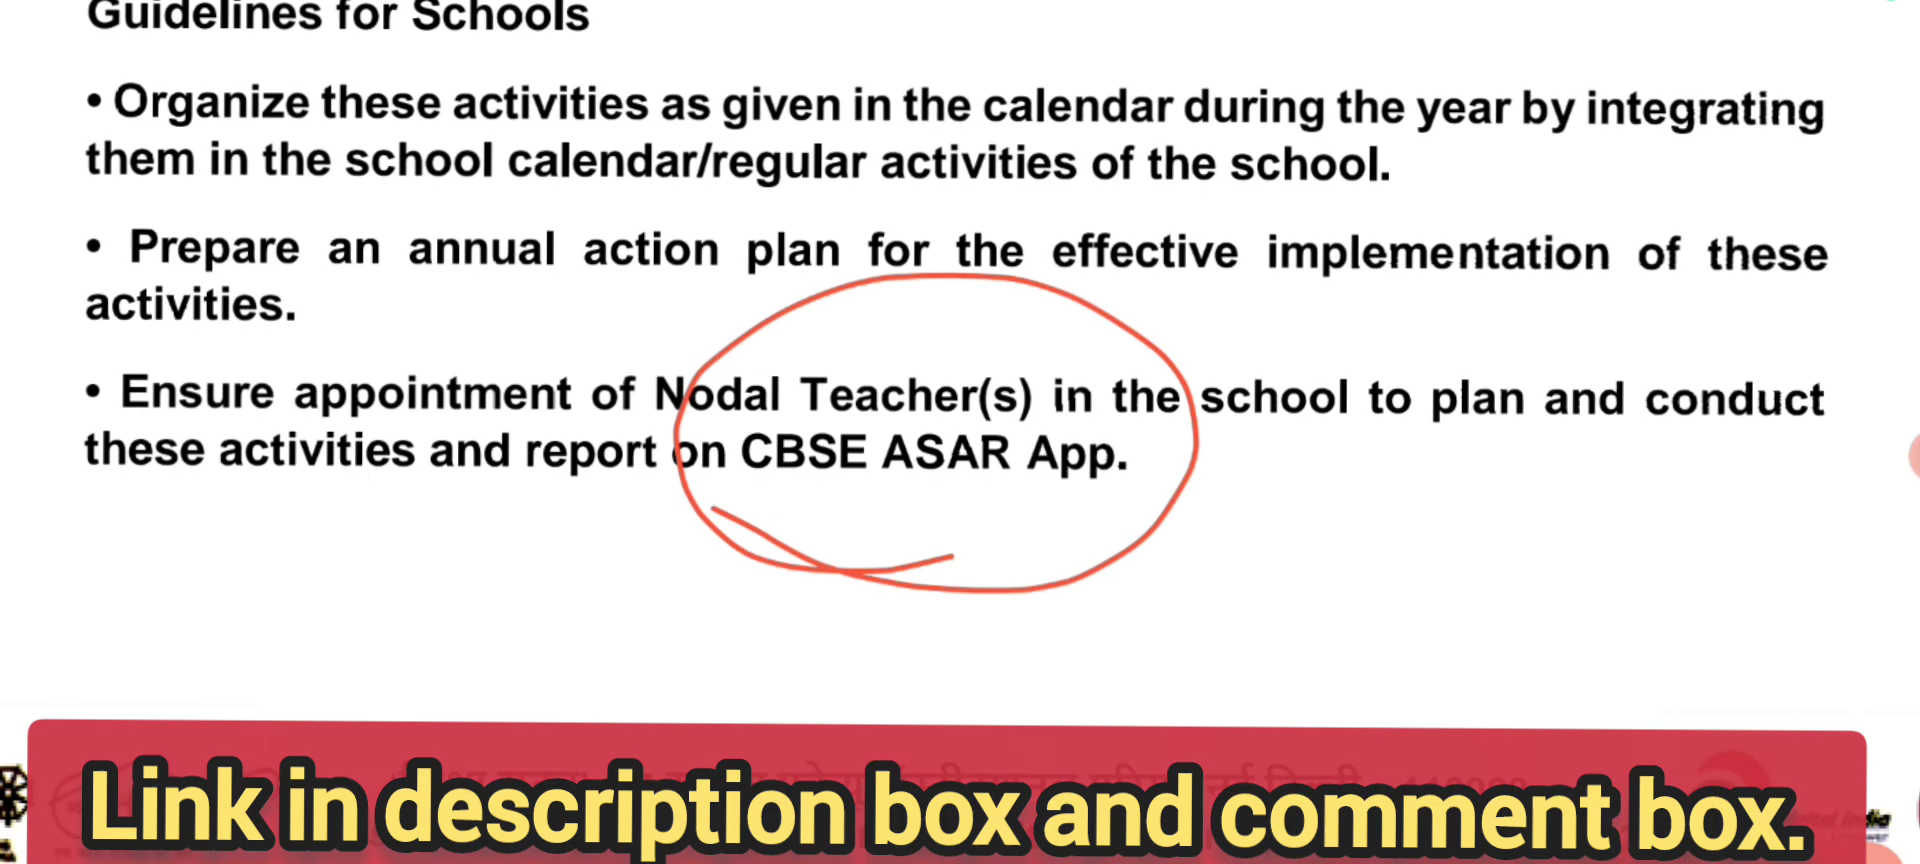 Guidelines for Schools
• Organize these activities as given in the calendar during the year by integrating
them in the school calendar/regular activities of the school.
• Prepare an annual action plan for the effective implementation of these
activities.
• Ensure appointment of Nodal Teacher(s) in the school to plan and conduct
these activities and report on CBSE ASAR App.
Link in description box and comment box.